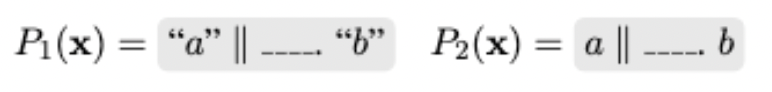 P₁(x) = “a” ‖ ____. “b” P₂(x) = a ‖ ____. b